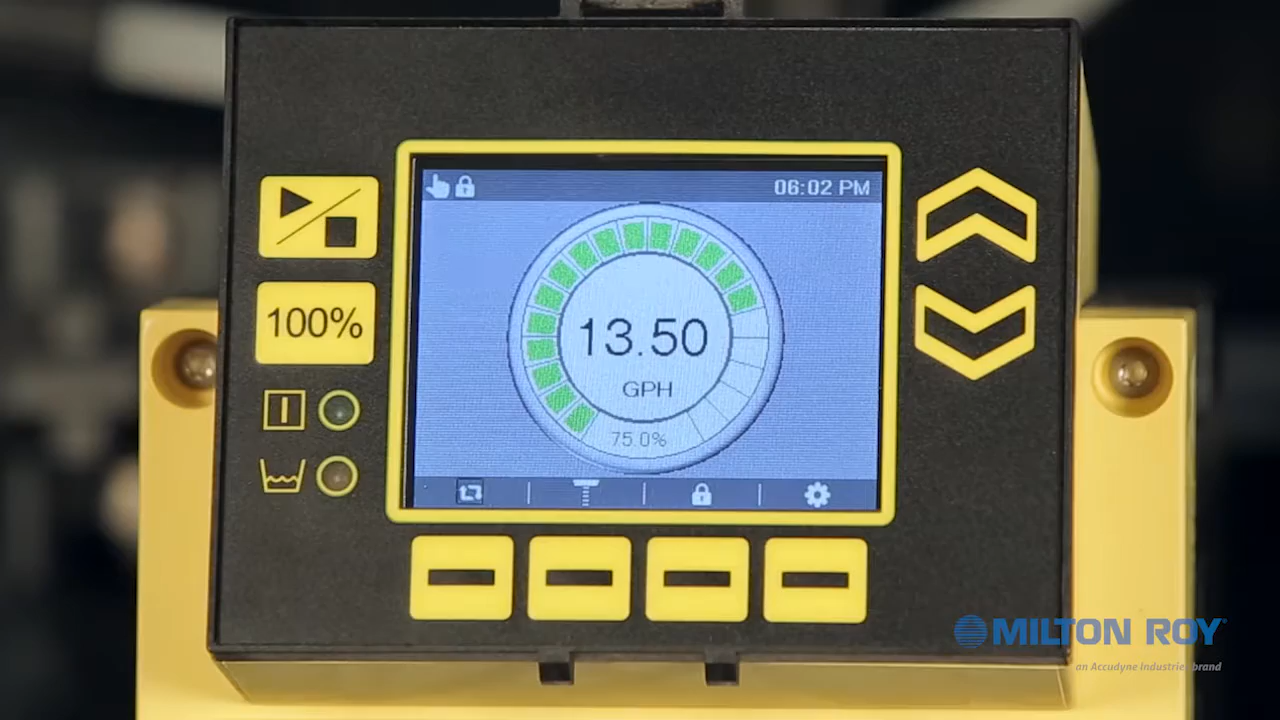 06:02 PM
100%
13.50
GPH
75.0%
MILTON ROY
an Accudyne Industries brand